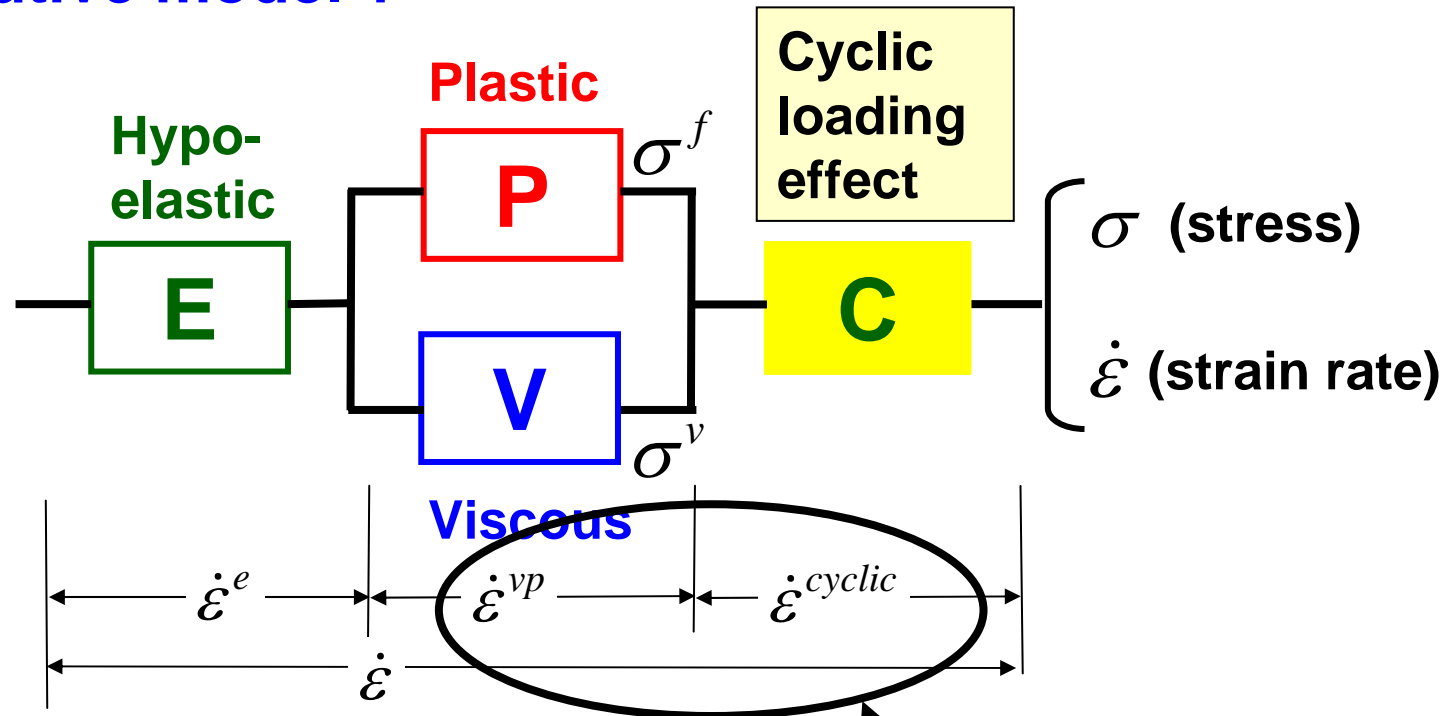 Plastic
Cyclic
loading
effect
Hypo-
elastic
σ^f
P
E
C
σ (stress)
V
ε̇ (strain rate)
σ^v
Viscous
ε̇^e
ε̇^vp
ε̇^cyclic
ε̇